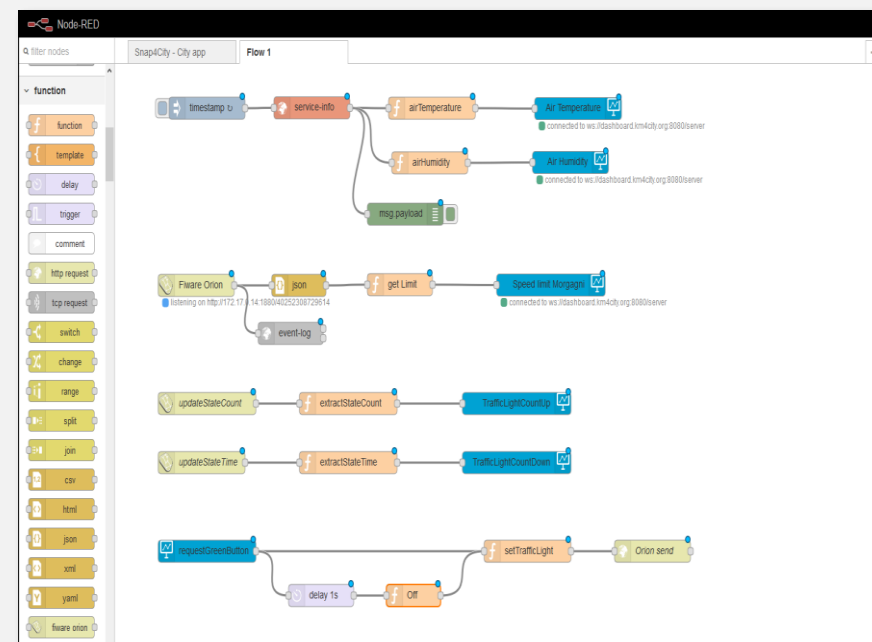 Node-RED
filter nodes
Snap4City - City app
Flow 1
function
function
template
delay
trigger
comment
http request
tcp request
switch
change
range
split
join
csv
html
json
xml
yaml
fiware orion
timestamp ↻
service-info
airTemperature
Air Temperature
connected to ws://dashboard.km4city.org:8080/server
airHumidity
Air Humidity
connected to ws://dashboard.km4city.org:8080/server
msg.payload
Fiware Orion
json
get Limit
Speed limit Morgagni
listening on http://172.17.0.14:1880/40252308729614
connected to ws://dashboard.km4city.org:8080/server
event-log
updateStateCount
extractStateCount
TrafficLightCountUp
updateStateTime
extractStateTime
TrafficLightCountDown
requestGreenButton
setTrafficLight
Orion send
delay 1s
Off